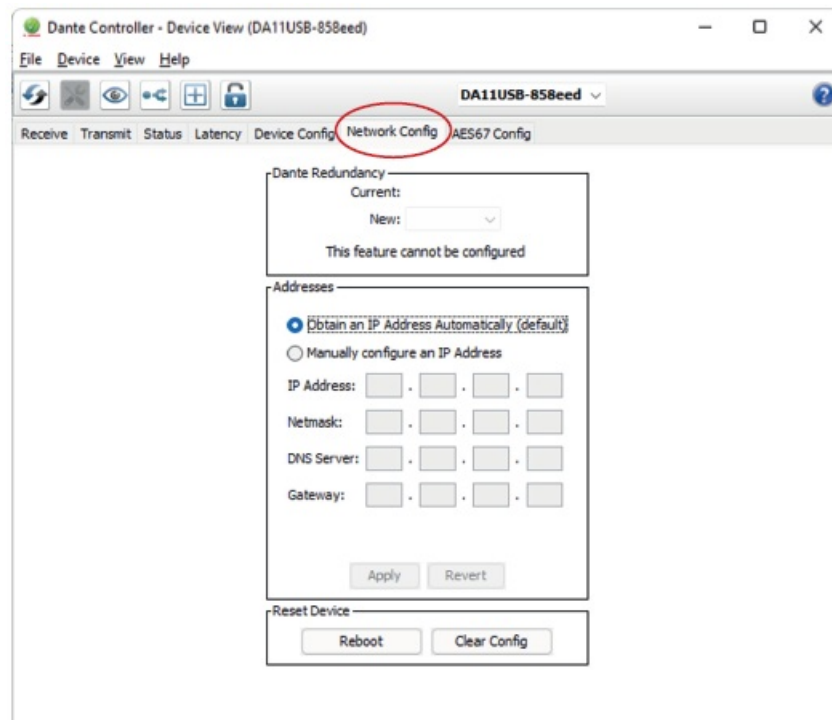 Dante Controller - Device View (DA11USB-858eed)
File Device View Help
DA11USB-858eed
Receive Transmit Status Latency Device Config Network Config AES67 Config
Dante Redundancy
Current:
New:
This feature cannot be configured
Addresses
Obtain an IP Address Automatically (default)
Manually configure an IP Address
IP Address: . . .
Netmask: . . .
DNS Server: . . .
Gateway: . . .
Apply Revert
Reset Device
Reboot Clear Config